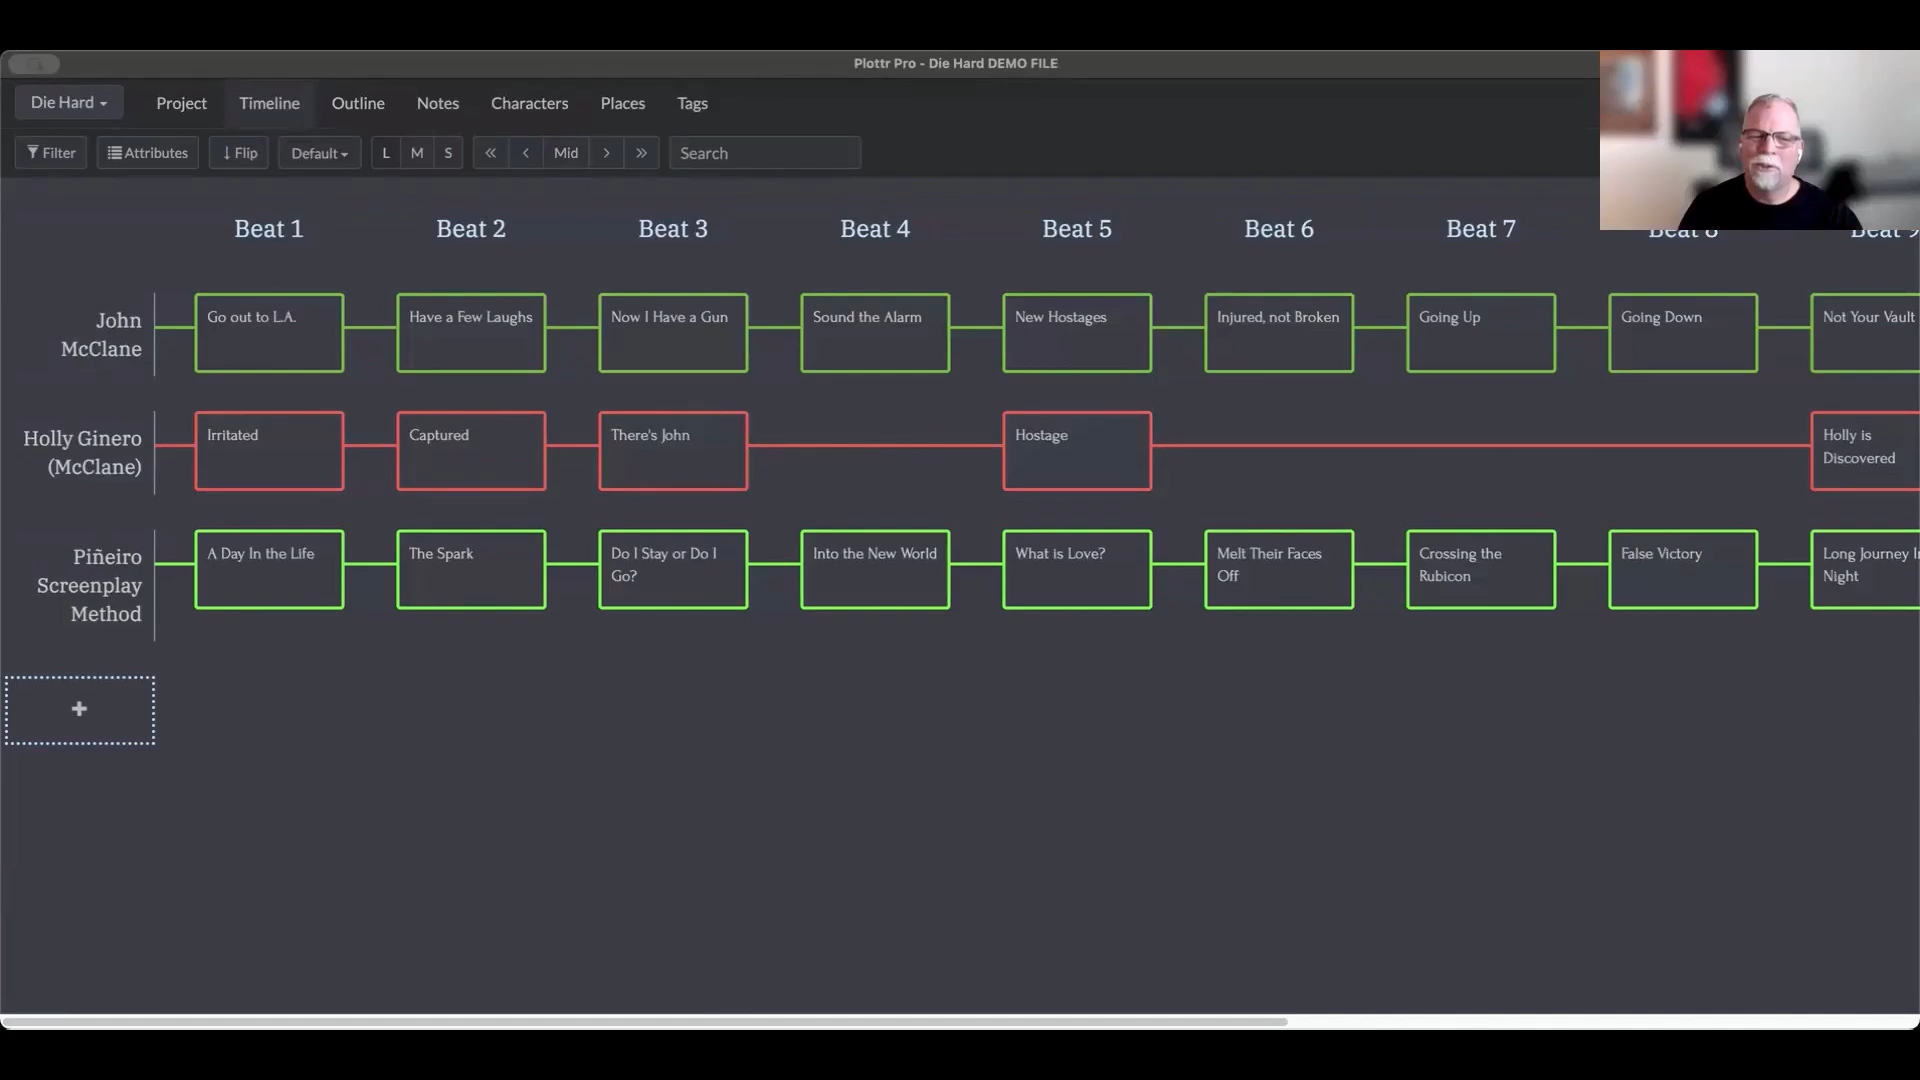 Plottr Pro - Die Hard DEMO FILE
Die Hard
Project
Timeline
Outline
Notes
Characters
Places
Tags
Filter
Attributes
Flip
Default
L
M
S
Mid
Search
Beat 1
Beat 2
Beat 3
Beat 4
Beat 5
Beat 6
Beat 7
Beat 8
Beat 9
John
McClane
Go out to L.A.
Have a Few Laughs
Now I Have a Gun
Sound the Alarm
New Hostages
Injured, not Broken
Going Up
Going Down
Not Your Vault
Holly Ginero
(McClane)
Irritated
Captured
There's John
Hostage
Holly is
Discovered
Piñeiro
Screenplay
Method
A Day In the Life
The Spark
Do I Stay or Do I
Go?
Into the New World
What is Love?
Melt Their Faces
Off
Crossing the
Rubicon
False Victory
Long Journey
Night